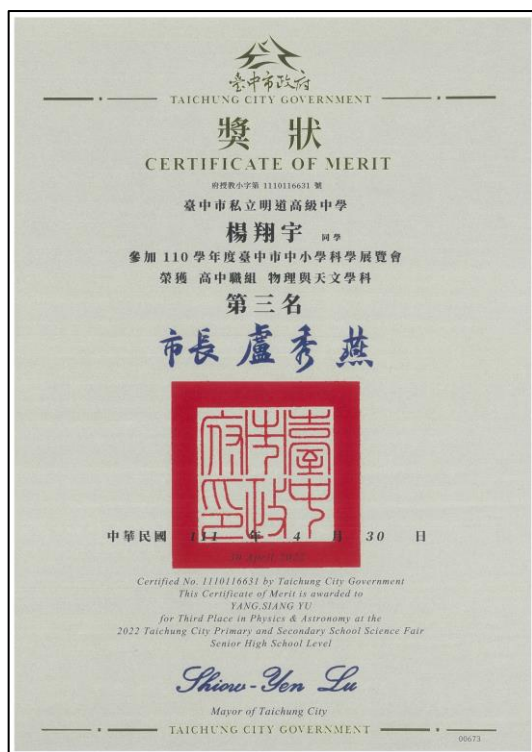 臺中市政府
TAICHUNG CITY GOVERNMENT
獎狀
CERTIFICATE OF MERIT
府授教小字第 1110116631 號
臺中市私立明道高級中學
楊翔宇 同學
參加 110 學年度臺中市中小學科學展覽會
榮獲 高中職組 物理與天文學科
第三名
市長 盧秀燕
臺中市政府印
中華民國 111 年 4 月 30 日
30 April, 2022
Certified No. 1110116631 by Taichung City Government
This Certificate of Merit is awarded to
YANG,SIANG YU
for Third Place in Physics & Astronomy at the
2022 Taichung City Primary and Secondary School Science Fair
Senior High School Level
Shiow-Yen Lu
Mayor of Taichung City
TAICHUNG CITY GOVERNMENT
00673